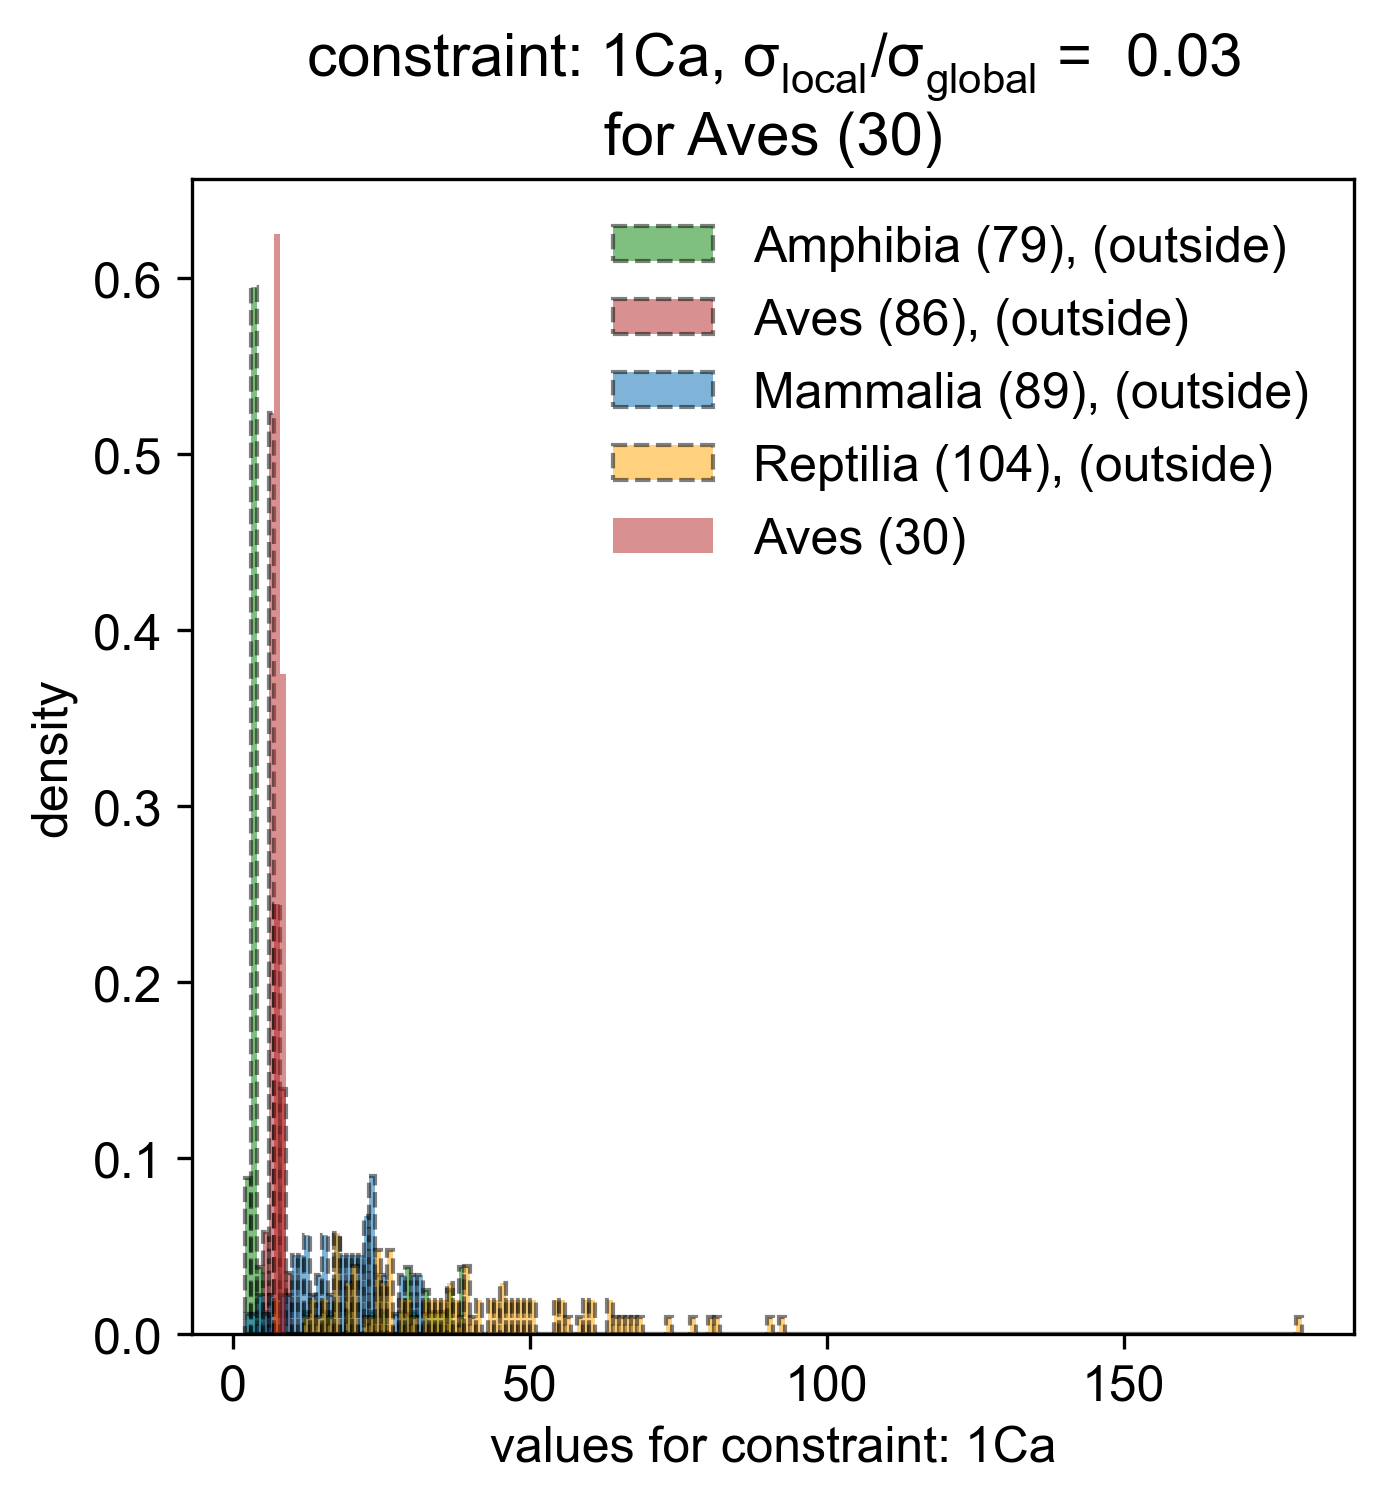 constraint: 1Ca, σlocal/σglobal = 0.03
for Aves (30)
Amphibia (79), (outside)
Aves (86), (outside)
Mammalia (89), (outside)
Reptilia (104), (outside)
Aves (30)
density
0.6
0.5
0.4
0.3
0.2
0.1
0.0
0 50 100 150
values for constraint: 1Ca